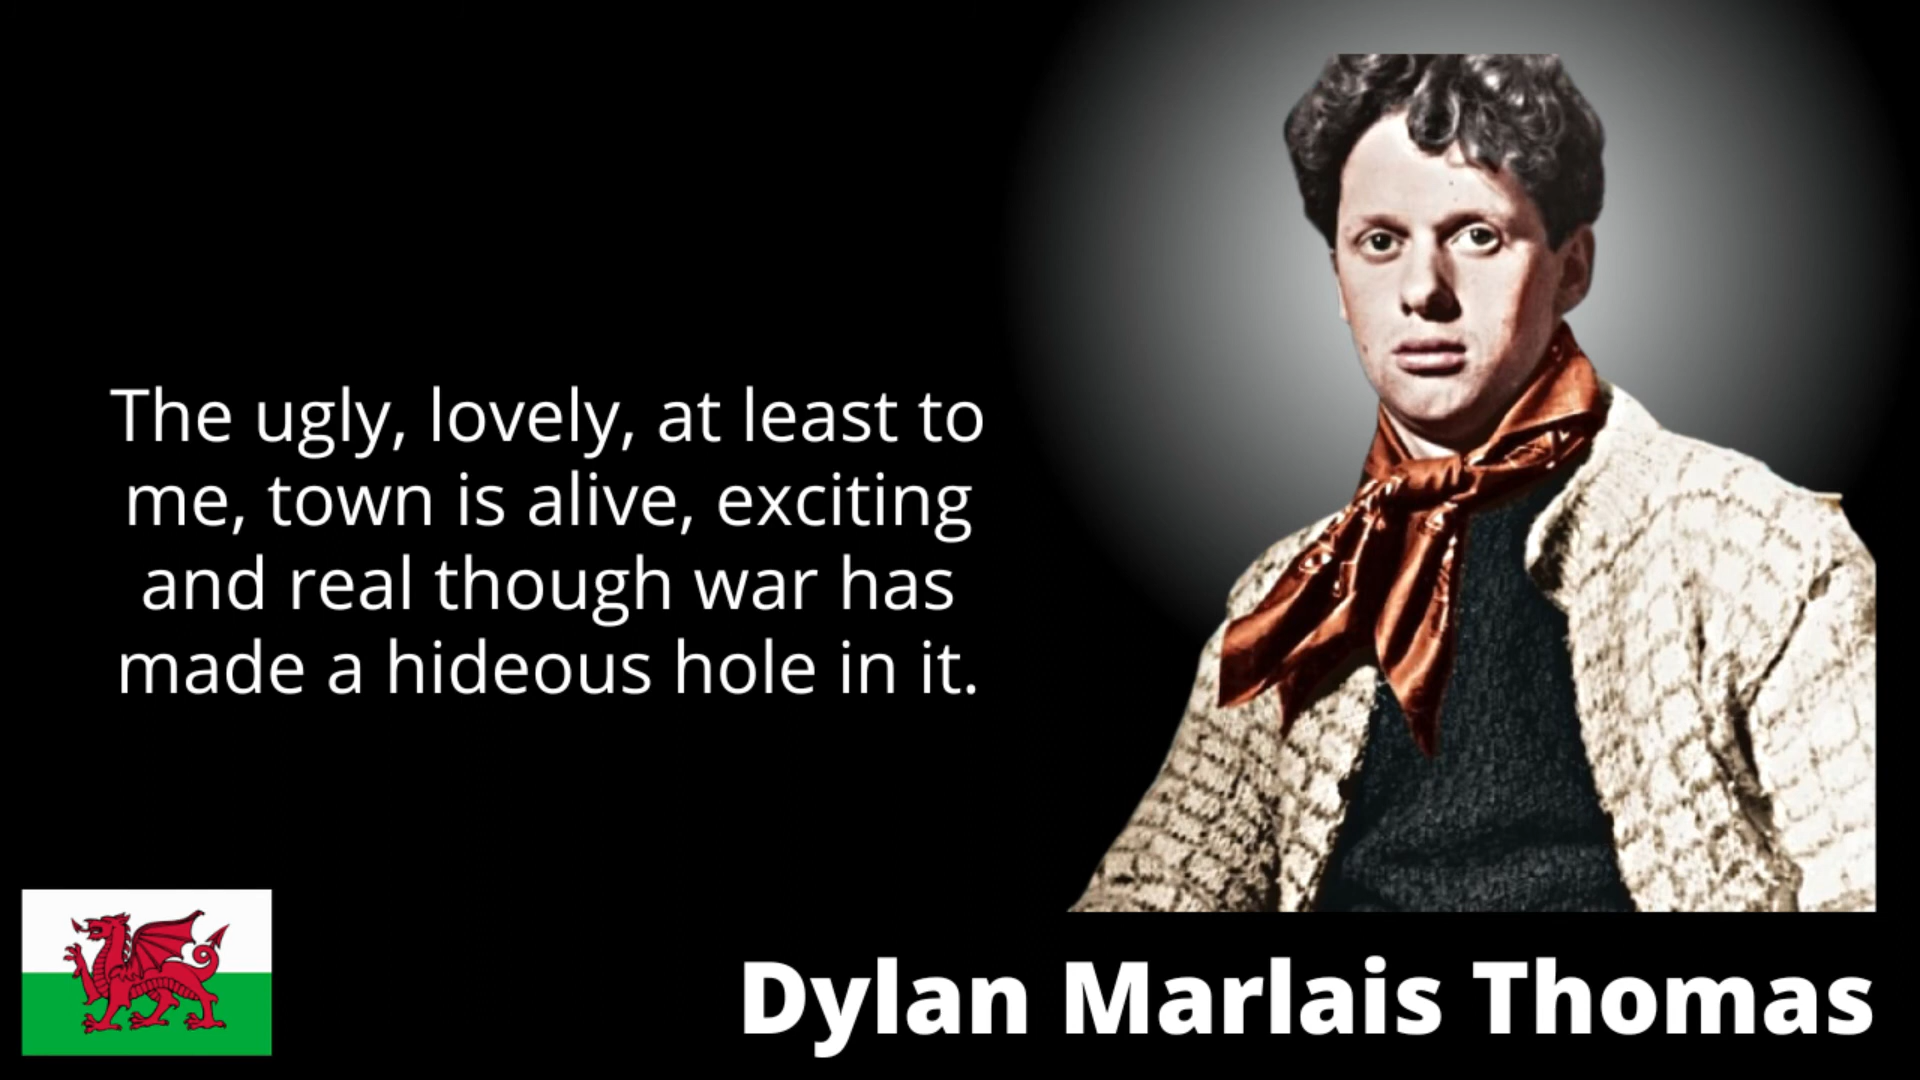 The ugly, lovely, at least to
me, town is alive, exciting
and real though war has
made a hideous hole in it.
Dylan Marlais Thomas